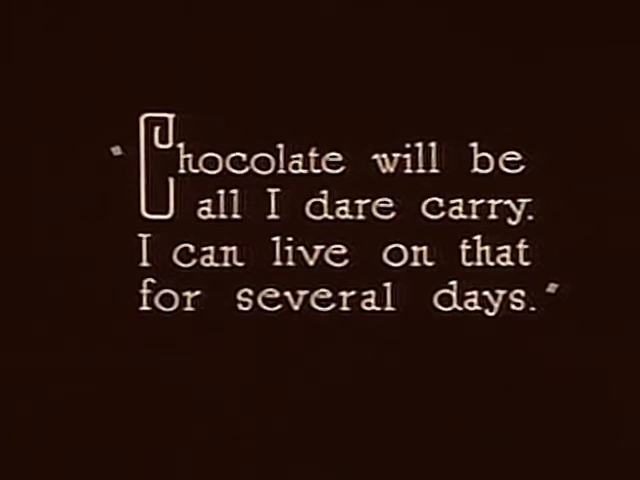 "Chocolate will be
all I dare carry.
I can live on that
for several days."